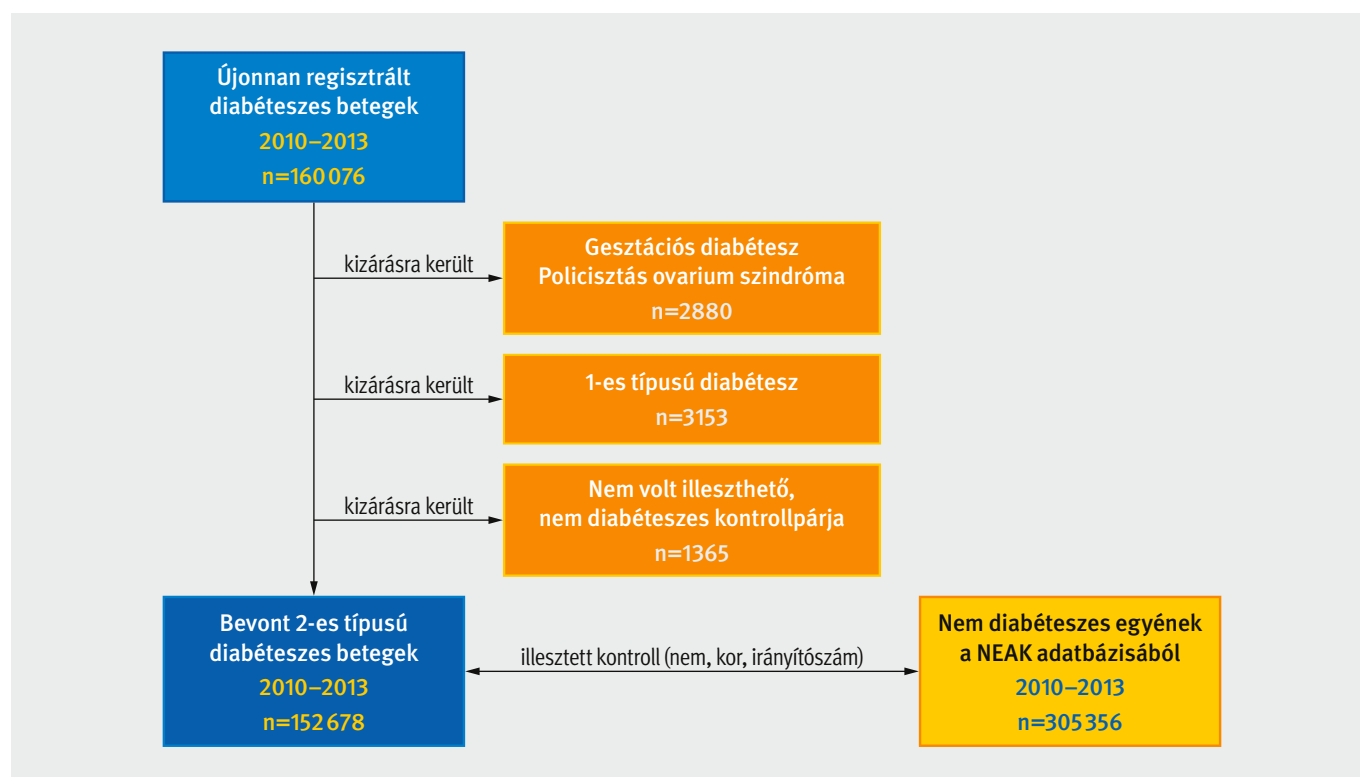 Újonnan regisztrált
diabéteszes betegek
2010–2013
n=160 076
kizárásra került
Gesztációs diabétesz
Policisztás ovarium szindróma
n=2880
kizárásra került
1-es típusú diabétesz
n=3153
kizárásra került
Nem volt illeszthető,
nem diabéteszes kontrollpárja
n=1365
Bevont 2-es típusú
diabéteszes betegek
2010–2013
n=152 678
illesztett kontroll (nem, kor, irányítószám)
Nem diabéteszes egyének
a NEAK adatbázisából
2010–2013
n=305 356